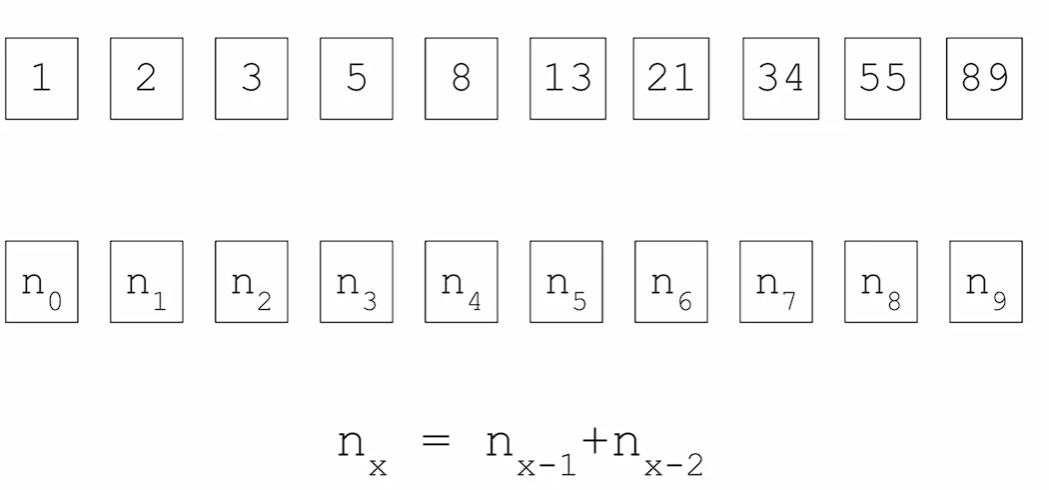 1 2 3 5 8 13 21 34 55 89
n₀ n₁ n₂ n₃ n₄ n₅ n₆ n₇ n₈ n₉
nₓ = nₓ₋₁+nₓ₋₂